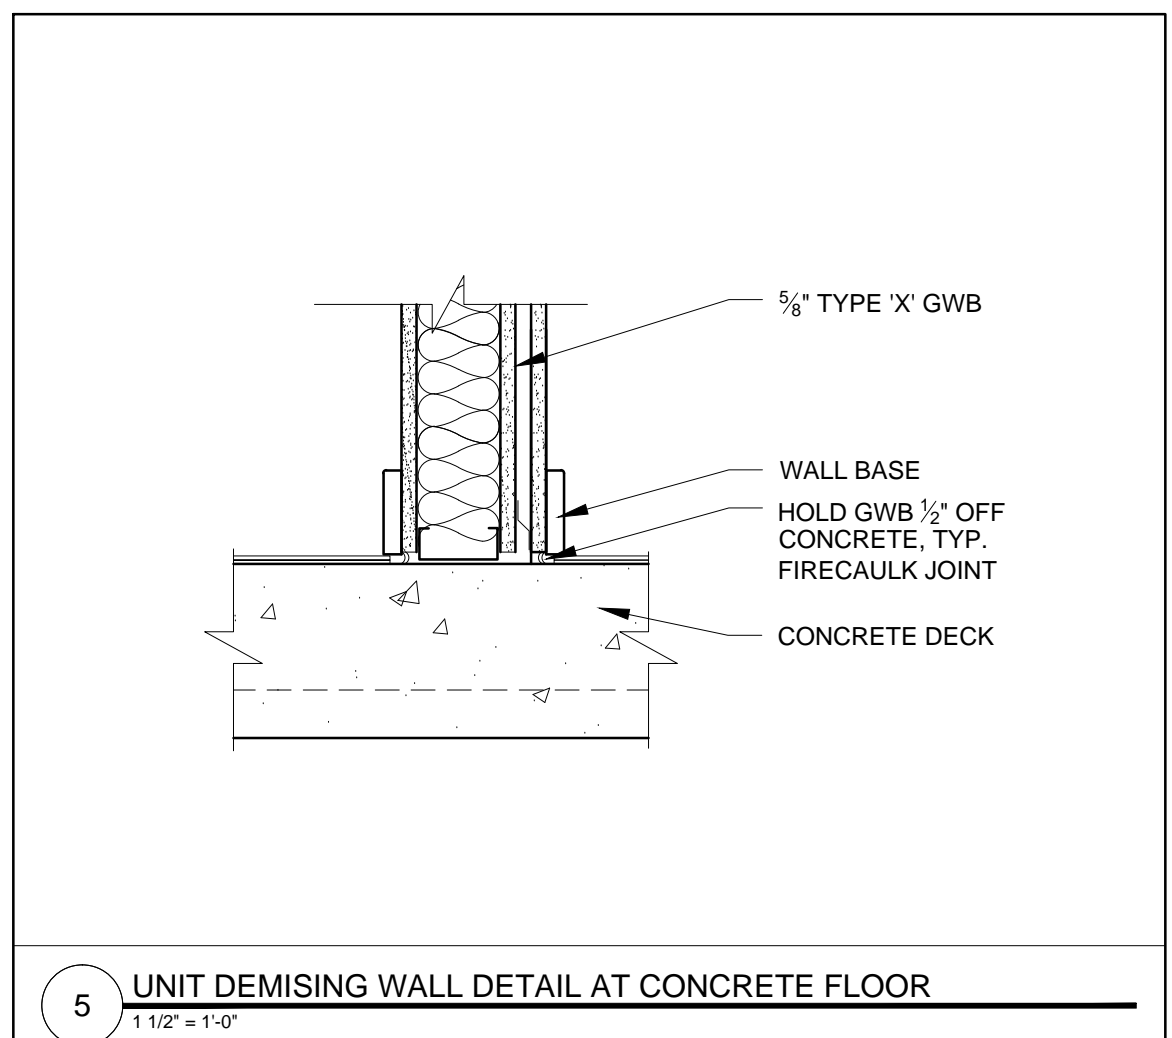 ⅝" TYPE 'X' GWB
WALL BASE
HOLD GWB ½" OFF
CONCRETE, TYP.
FIRECAULK JOINT
CONCRETE DECK
5
UNIT DEMISING WALL DETAIL AT CONCRETE FLOOR
1 1/2" = 1'-0"